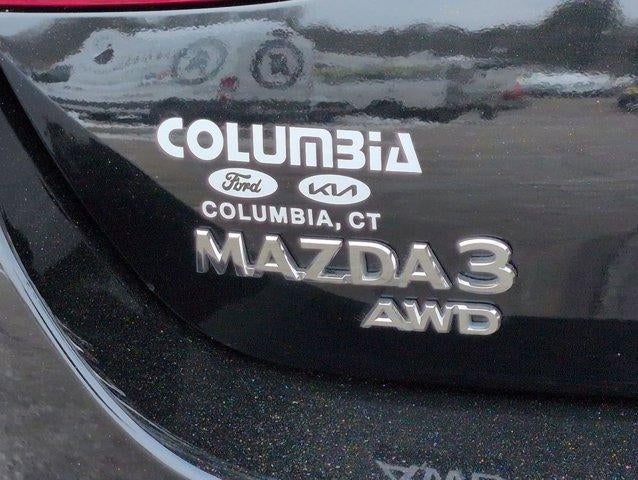 COLUMBIA
Ford KIA
COLUMBIA, CT
MAZDA3
AWD